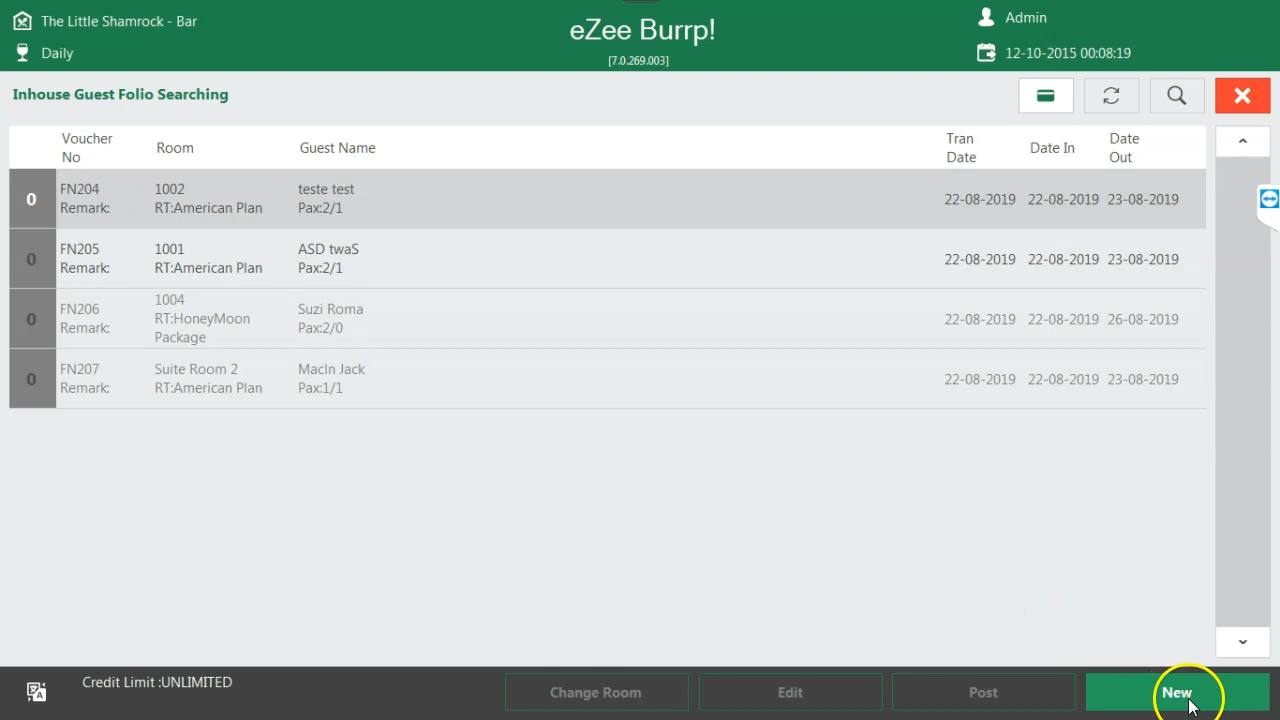 The Little Shamrock - Bar
Daily
eZee Burrp!
[7.0.269.003]
Admin
12-10-2015 00:08:19
Inhouse Guest Folio Searching
Voucher No Room Guest Name Tran Date Date In Date Out
0 FN204 1002 teste test 22-08-2019 22-08-2019 23-08-2019
Remark: RT:American Plan Pax:2/1
0 FN205 1001 ASD twaS 22-08-2019 22-08-2019 23-08-2019
Remark: RT:American Plan Pax:2/1
0 FN206 1004 Suzi Roma 22-08-2019 22-08-2019 26-08-2019
Remark: RT:HoneyMoon Pax:2/0
Package
0 FN207 Suite Room 2 MacIn Jack 22-08-2019 22-08-2019 23-08-2019
Remark: RT:American Plan Pax:1/1
Credit Limit :UNLIMITED
Change Room Edit Post New